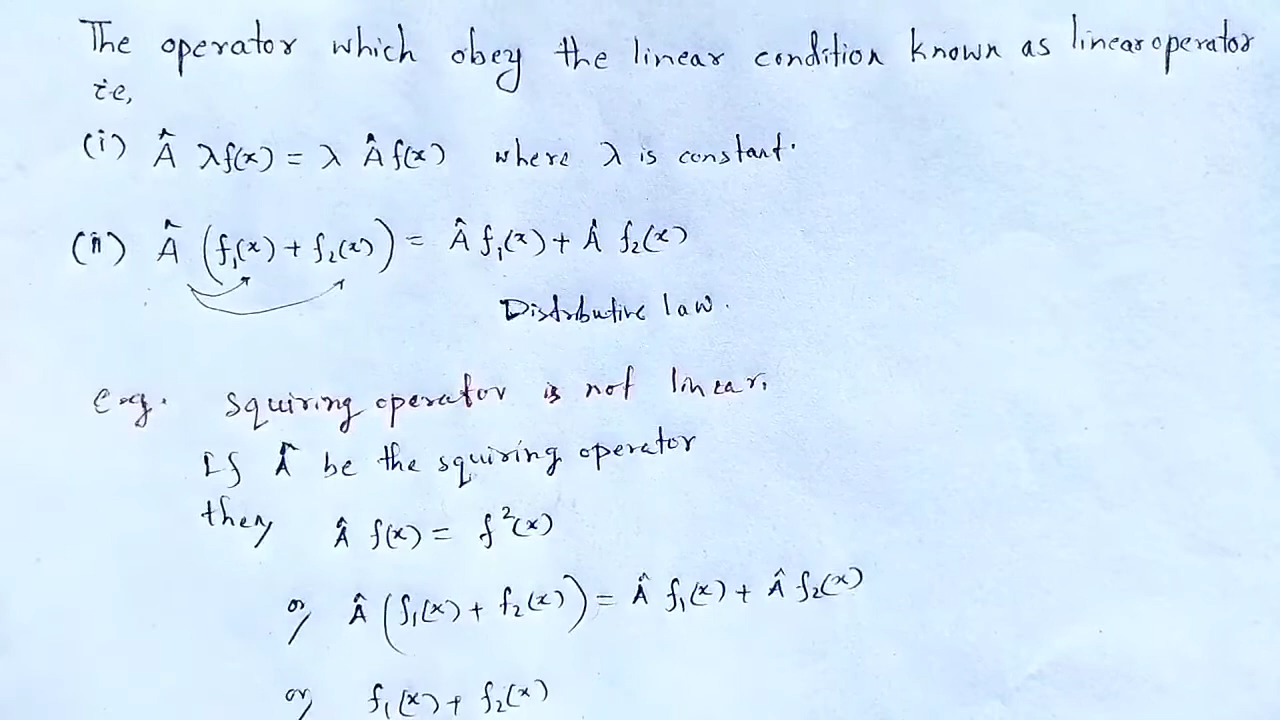 The operator which obey the linear condition known as linear operator
i.e,
(i) Â λf(x) = λ Â f(x) where λ is constant.
(ii) Â (f₁(x) + f₂(x)) = Â f₁(x) + Â f₂(x)
Distributive law.
e.g. squiring operator is not linear.
If Â be the squiring operator
then Â f(x) = f²(x)
or, Â (f₁(x) + f₂(x)) = Â f₁(x) + Â f₂(x)
or, f₁(x) + f₂(x)